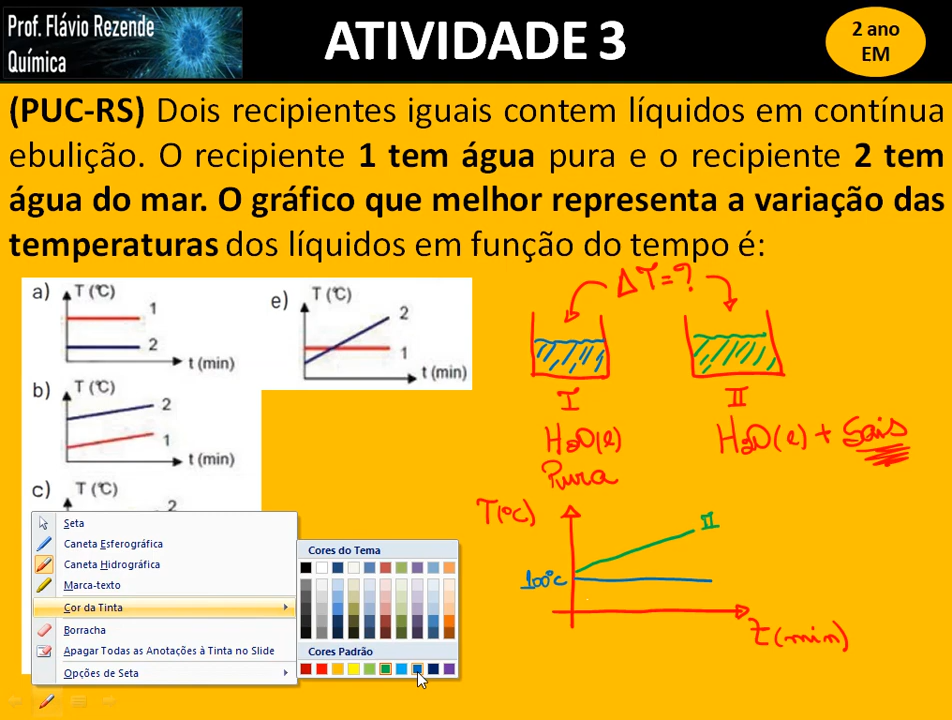 Prof. Flávio Rezende
Química
ATIVIDADE 3
2 ano
EM
(PUC-RS) Dois recipientes iguais contem líquidos em contínua
ebulição. O recipiente 1 tem água pura e o recipiente 2 tem
água do mar. O gráfico que melhor representa a variação das
temperaturas dos líquidos em função do tempo é:
a) T (°C)
1
2
t (min)
e) T (°C)
2
1
t (min)
b) T (°C)
2
1
t (min)
c) T (°C)
2
ΔT=?
I
H₂O(l)
Pura
II
H₂O(l) + Sais
T(°C)
II
100°C
t(min)
Seta
Caneta Esferográfica
Caneta Hidrográfica
Marca-texto
Cor da Tinta
Borracha
Apagar Todas as Anotações à Tinta no Slide
Opções de Seta
Cores do Tema
Cores Padrão